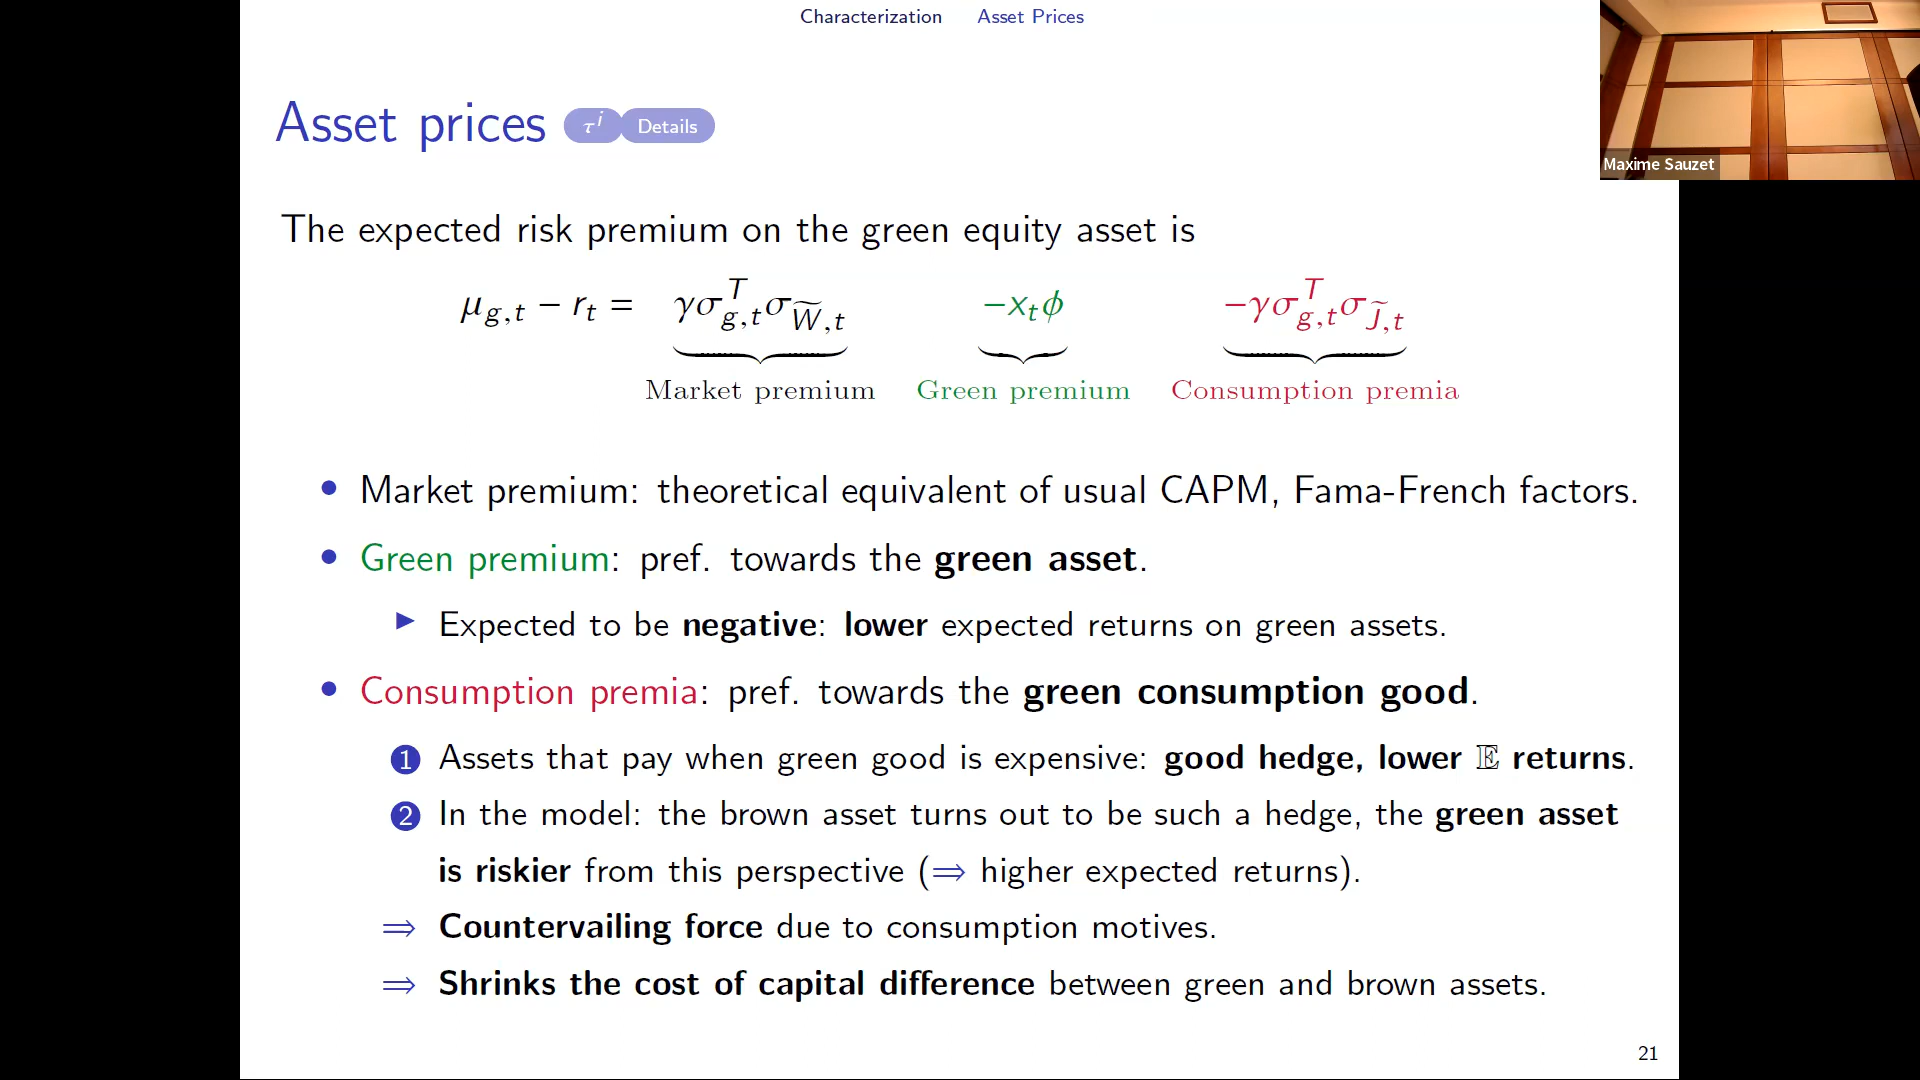 Characterization Asset Prices
Asset prices τ^i Details
Maxime Sauzet
The expected risk premium on the green equity asset is
μ_{g,t} − r_t = γσ^T_{g,t}σ_{W̃,t} −x_tϕ −γσ^T_{g,t}σ_{J̃,t}
Market premium Green premium Consumption premia
• Market premium: theoretical equivalent of usual CAPM, Fama-French factors.
• Green premium: pref. towards the green asset.
▶ Expected to be negative: lower expected returns on green assets.
• Consumption premia: pref. towards the green consumption good.
1 Assets that pay when green good is expensive: good hedge, lower 𝔼 returns.
2 In the model: the brown asset turns out to be such a hedge, the green asset
is riskier from this perspective (⇒ higher expected returns).
⇒ Countervailing force due to consumption motives.
⇒ Shrinks the cost of capital difference between green and brown assets.
21